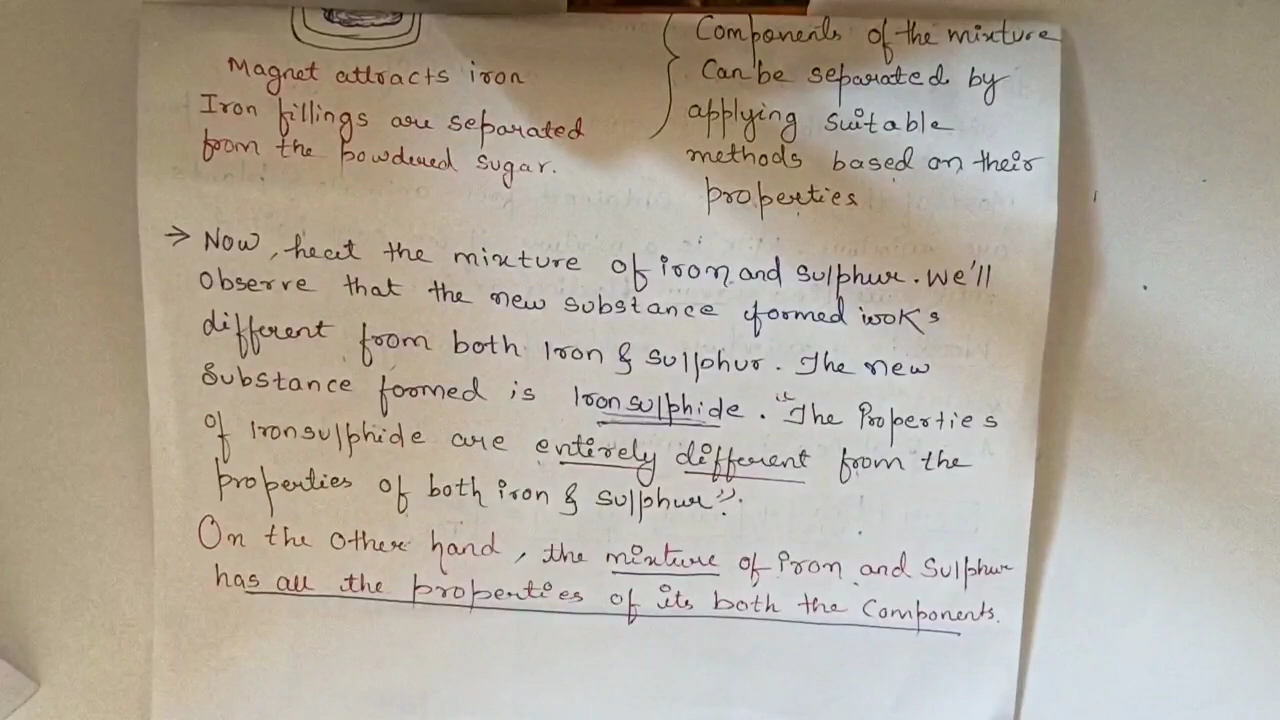 Magnet attracts iron
Iron fillings are separated
from the powdered sugar.
Components of the mixture
Can be separated by
applying suitable
methods based on their
properties
→ Now, heat the mixture of iron and sulphur. We'll
Observe that the new substance formed looks
different from both Iron & sulphur. The new
Substance formed is Ironsulphide. "The Properties
of Ironsulphide are entirely different from the
properties of both iron & sulphur".
On the other hand, the mixture of iron and Sulphur
has all the properties of its both the Components.